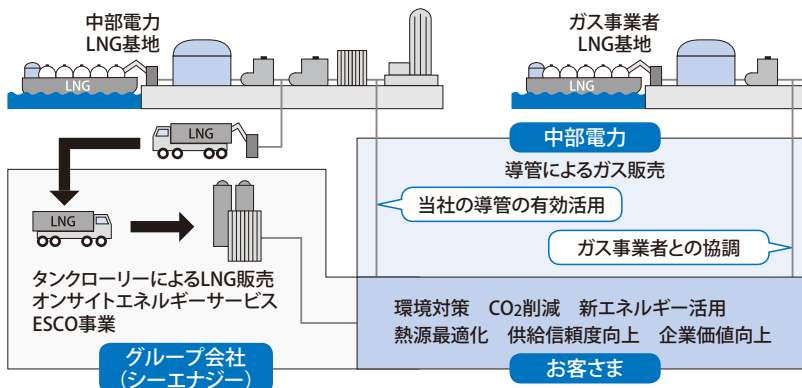 中部電力
LNG基地
ガス事業者
LNG基地
LNG
LNG
LNG
中部電力
導管によるガス販売
当社の導管の有効活用
LNG
ガス事業者との協調
タンクローリーによるLNG販売
オンサイトエネルギーサービス
ESCO事業
環境対策 CO2削減 新エネルギー活用
熱源最適化 供給信頼度向上 企業価値向上
グループ会社
(シーエナジー)
お客さま